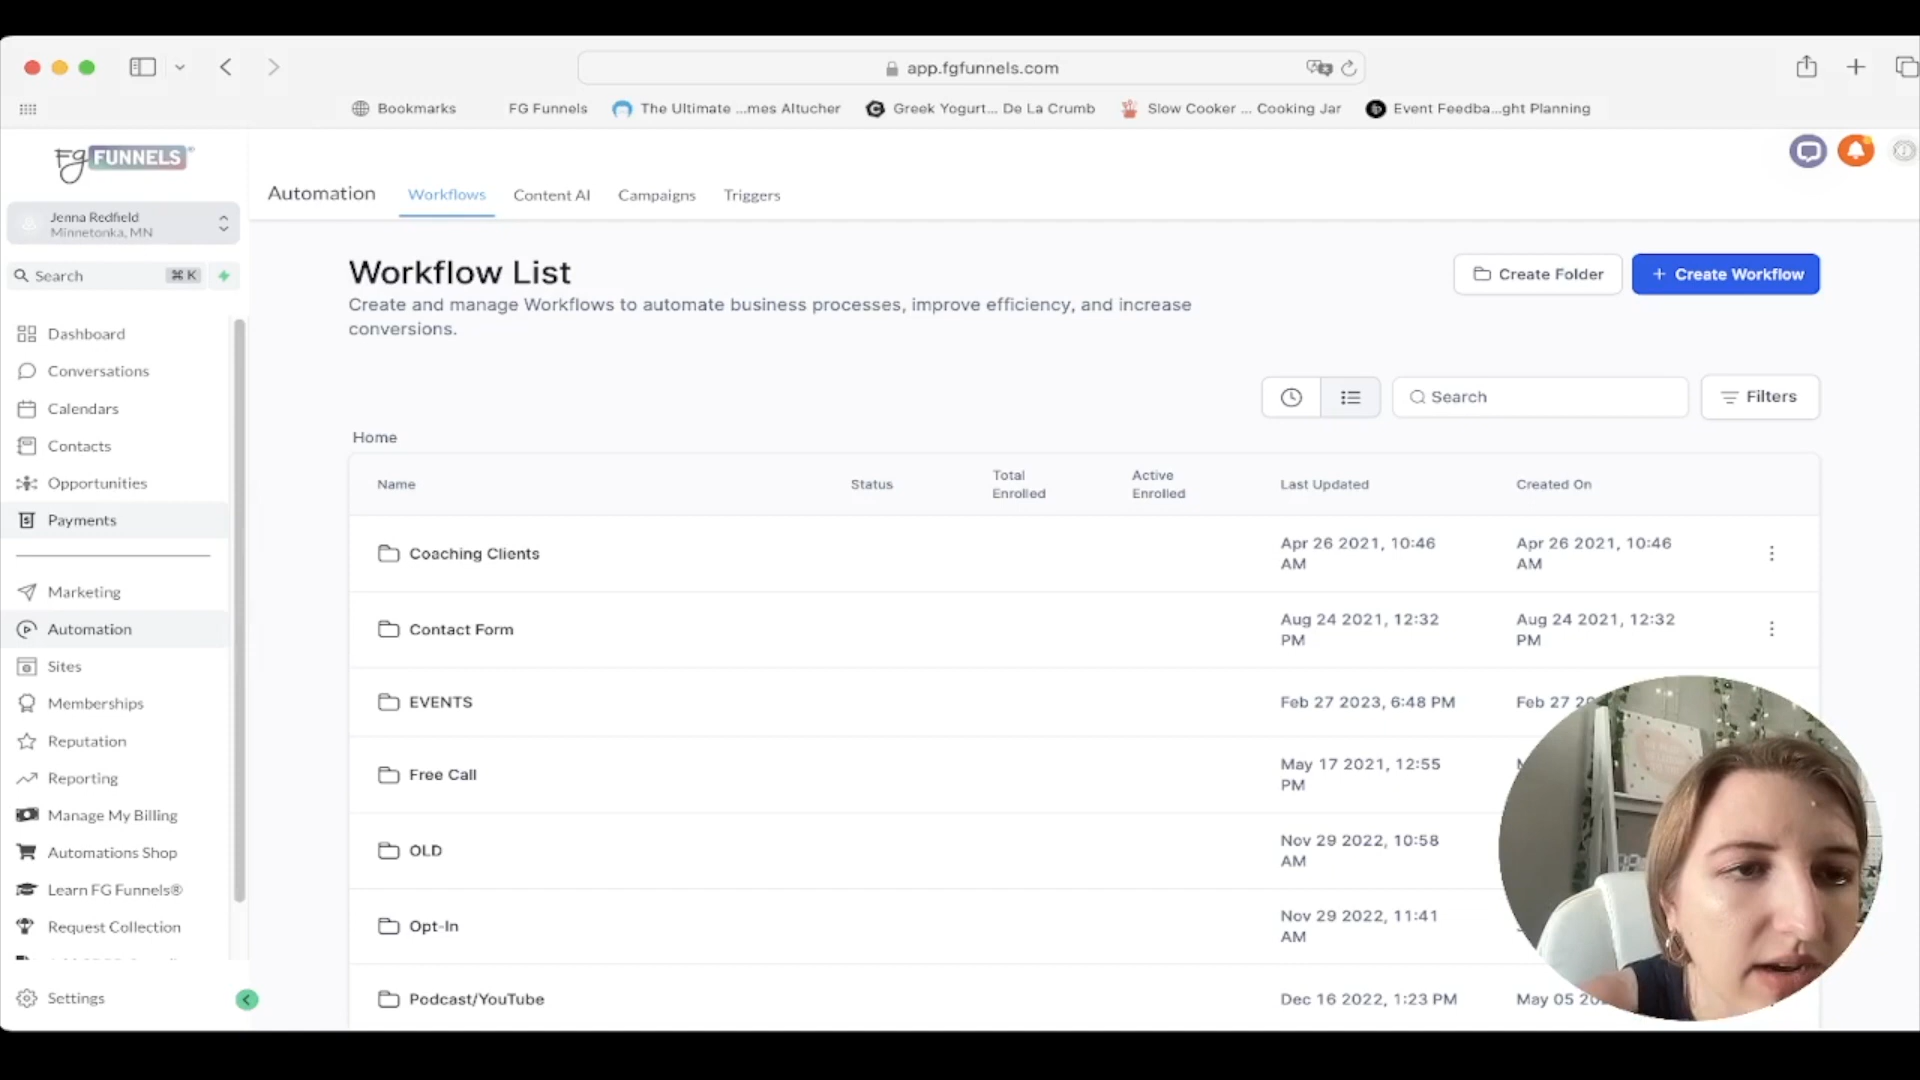 app.fgfunnels.com
Bookmarks
FG Funnels
The Ultimate ...mes Altucher
Greek Yogurt... De La Crumb
Slow Cooker ... Cooking Jar
Event Feedba...ght Planning
Fg FUNNELS
Jenna Redfield
Minnetonka, MN
Search ⌘ K
Dashboard
Conversations
Calendars
Contacts
Opportunities
Payments
Marketing
Automation
Sites
Memberships
Reputation
Reporting
Manage My Billing
Automations Shop
Learn FG Funnels®
Request Collection
Settings
Automation
Workflows
Content AI
Campaigns
Triggers
Workflow List
Create and manage Workflows to automate business processes, improve efficiency, and increase
conversions.
Create Folder
+ Create Workflow
Search
Filters
Home
Name
Status
Total
Enrolled
Active
Enrolled
Last Updated
Created On
Coaching Clients
Apr 26 2021, 10:46
AM
Apr 26 2021, 10:46
AM
Contact Form
Aug 24 2021, 12:32
PM
Aug 24 2021, 12:32
PM
EVENTS
Feb 27 2023, 6:48 PM
Feb 27
Free Call
May 17 2021, 12:55
PM
OLD
Nov 29 2022, 10:58
AM
Opt-In
Nov 29 2022, 11:41
AM
Podcast/YouTube
Dec 16 2022, 1:23 PM
May 05